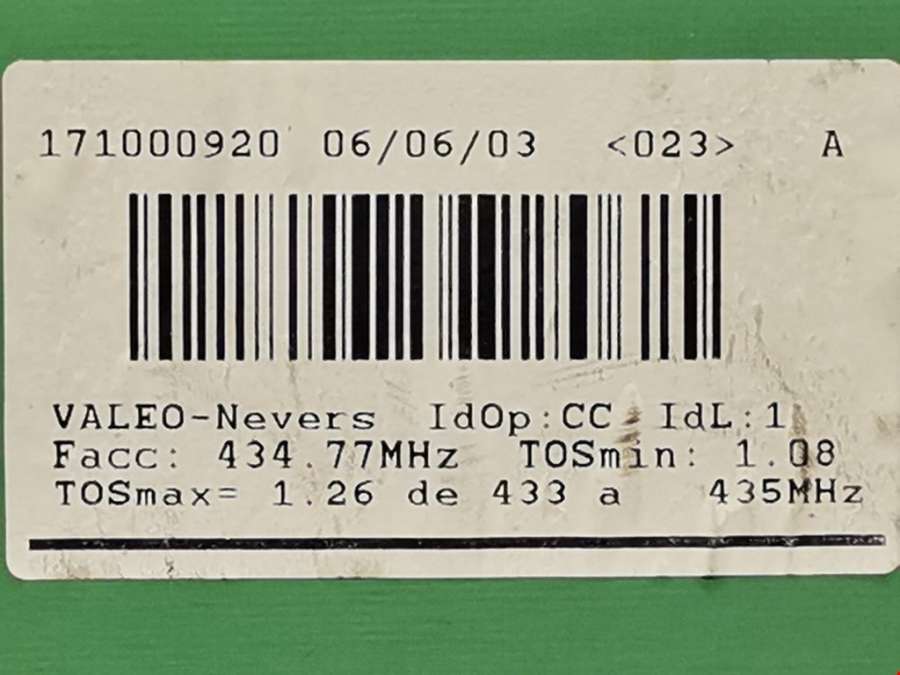 171000920 06/06/03 <023> A
VALEO-Nevers IdOp:CC IdL:1
Facc: 434.77MHz TOSmin: 1.08
TOSmax= 1.26 de 433 a 435MHz